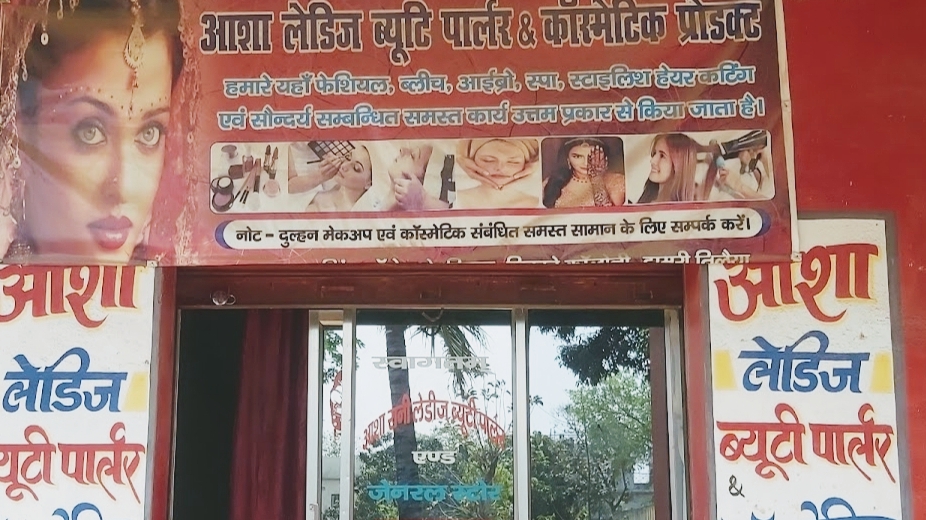 आशा लेडिज ब्यूटि पार्लर & कॉस्मेटिक प्रोडक्ट
हमारे यहाँ फेशियल, ब्लीच, आईब्रो, स्पा, स्टाइलिश हेयर कटिंग
एवं सौन्दर्य सम्बन्धित समस्त कार्य उत्तम प्रकार से किया जाता है।
नोट - दुल्हन मेकअप एवं कॉस्मेटिक संबंधित समस्त सामान के लिए सम्पर्क करें।
आशा
लेडिज
ब्यूटी पार्लर
स्वागतम्
आशा सुनी लेडीज ब्यूटी पार्लर
एण्ड
जेनरल स्टोर
आशा
लेडिज
ब्यूटी पार्लर
&